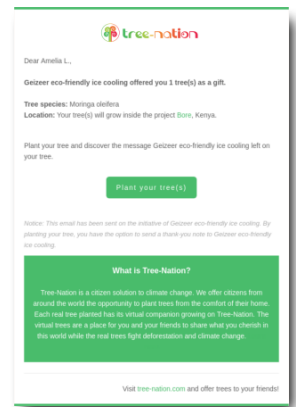 tree-nation
Dear Amelia L.,
Geizeer eco-friendly ice cooling offered you 1 tree(s) as a gift.
Tree species: Moringa oleifera
Location: Your tree(s) will grow inside the project Bore, Kenya.
Plant your tree and discover the message Geizeer eco-friendly ice cooling left on
your tree.
Plant your tree(s)
Notice: This email has been sent on the initiative of Geizeer eco-friendly ice cooling. By
planting your tree, you have the option to send a thank-you note to Geizeer eco-friendly
ice cooling.
What is Tree-Nation?
Tree-Nation is a citizen solution to climate change. We offer citizens from
around the world the opportunity to plant trees from the comfort of their home.
Each real tree planted has its virtual companion growing on Tree-Nation. The
virtual trees are a place for you and your friends to share what you cherish in
this world while the real trees fight deforestation and climate change.
Visit tree-nation.com and offer trees to your friends!